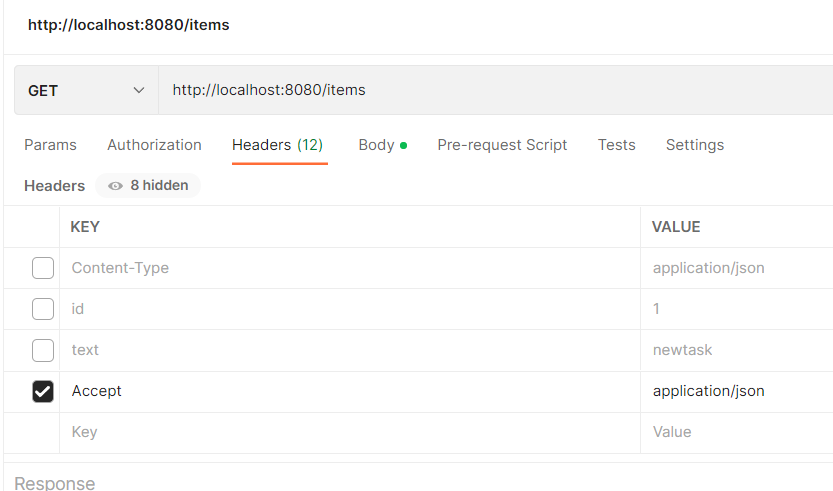 http://localhost:8080/items
GET http://localhost:8080/items
Params Authorization Headers (12) Body Pre-request Script Tests Settings
Headers 8 hidden
KEY VALUE
Content-Type application/json
id 1
text newtask
Accept application/json
Key Value
Response